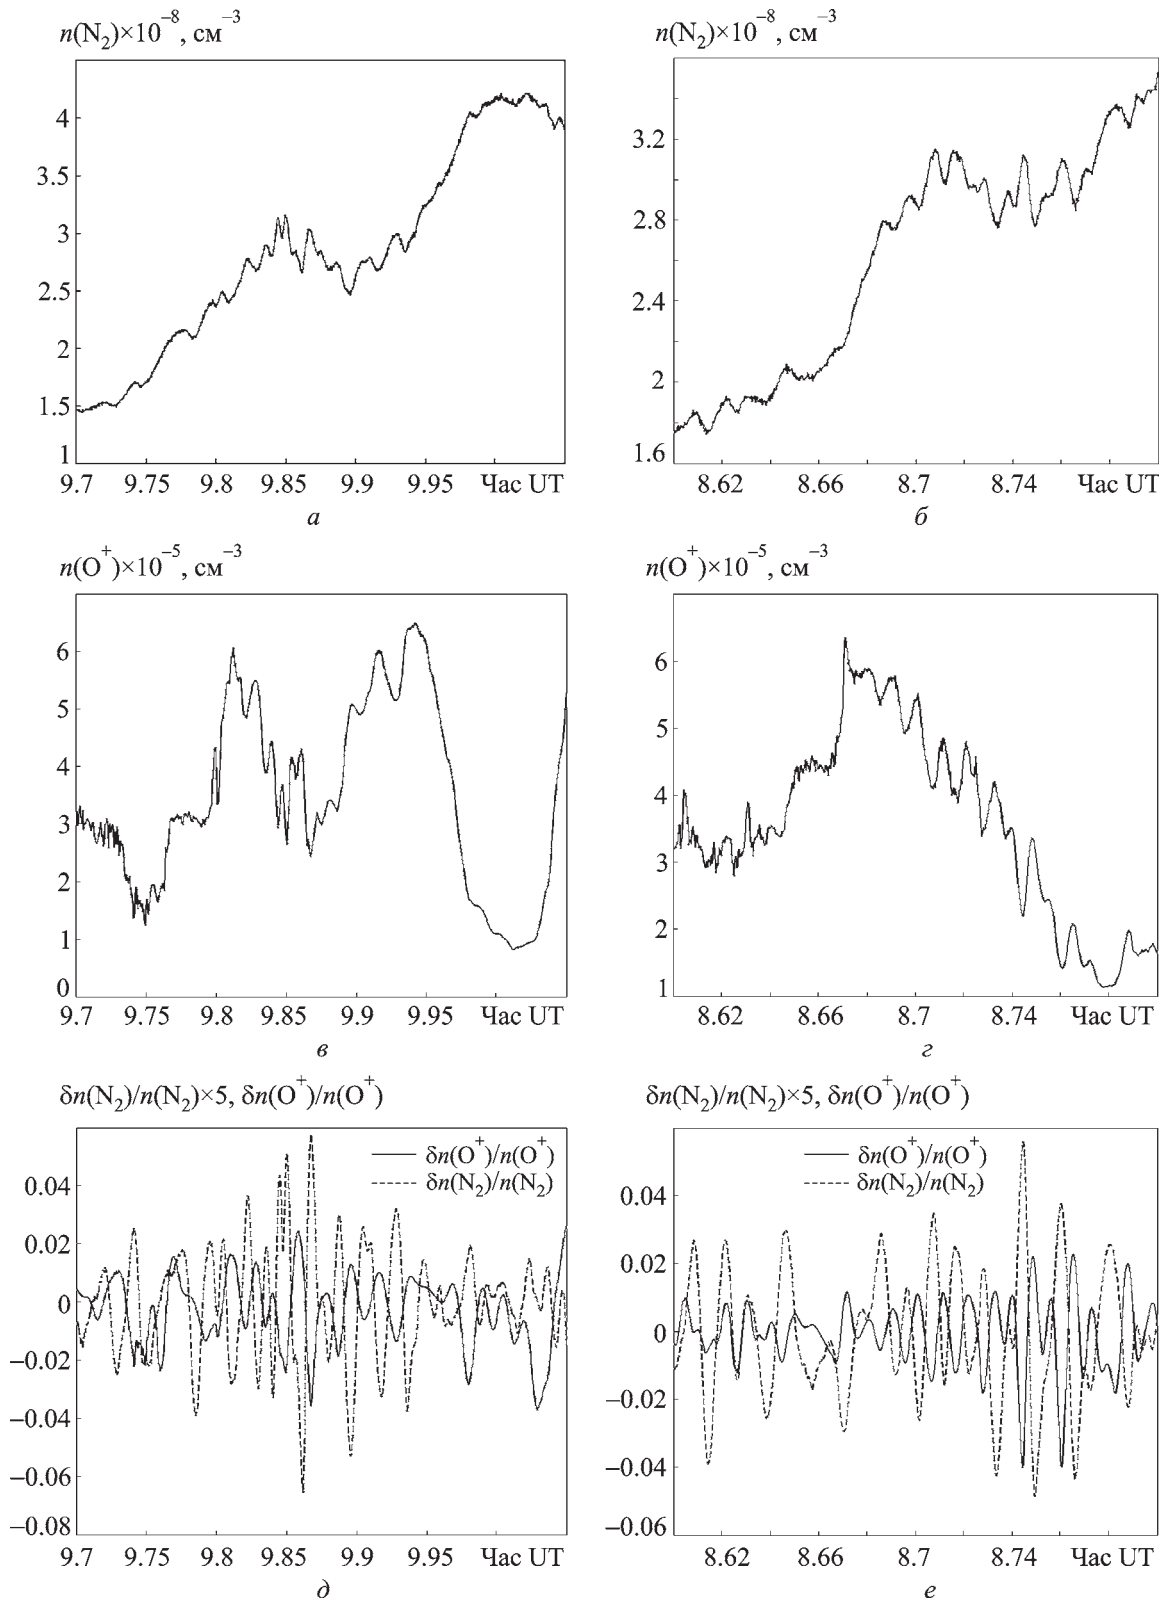 n(N₂)×10⁻⁸, см⁻³
4
3.5
3
2.5
2
1.5
1
9.7 9.75 9.8 9.85 9.9 9.95 Час UT
а
n(N₂)×10⁻⁸, см⁻³
3.2
2.8
2.4
2
1.6
8.62 8.66 8.7 8.74 Час UT
б
n(O⁺)×10⁻⁵, см⁻³
6
5
4
3
2
1
0
9.7 9.75 9.8 9.85 9.9 9.95 Час UT
в
n(O⁺)×10⁻⁵, см⁻³
6
5
4
3
2
1
8.62 8.66 8.7 8.74 Час UT
г
δn(N₂)/n(N₂)×5, δn(O⁺)/n(O⁺)
δn(O⁺)/n(O⁺)
δn(N₂)/n(N₂)
0.04
0.02
0
−0.02
−0.04
−0.06
−0.08
9.7 9.75 9.8 9.85 9.9 9.95 Час UT
д
δn(N₂)/n(N₂)×5, δn(O⁺)/n(O⁺)
δn(O⁺)/n(O⁺)
δn(N₂)/n(N₂)
0.04
0.02
0
−0.02
−0.04
−0.06
8.62 8.66 8.7 8.74 Час UT
е